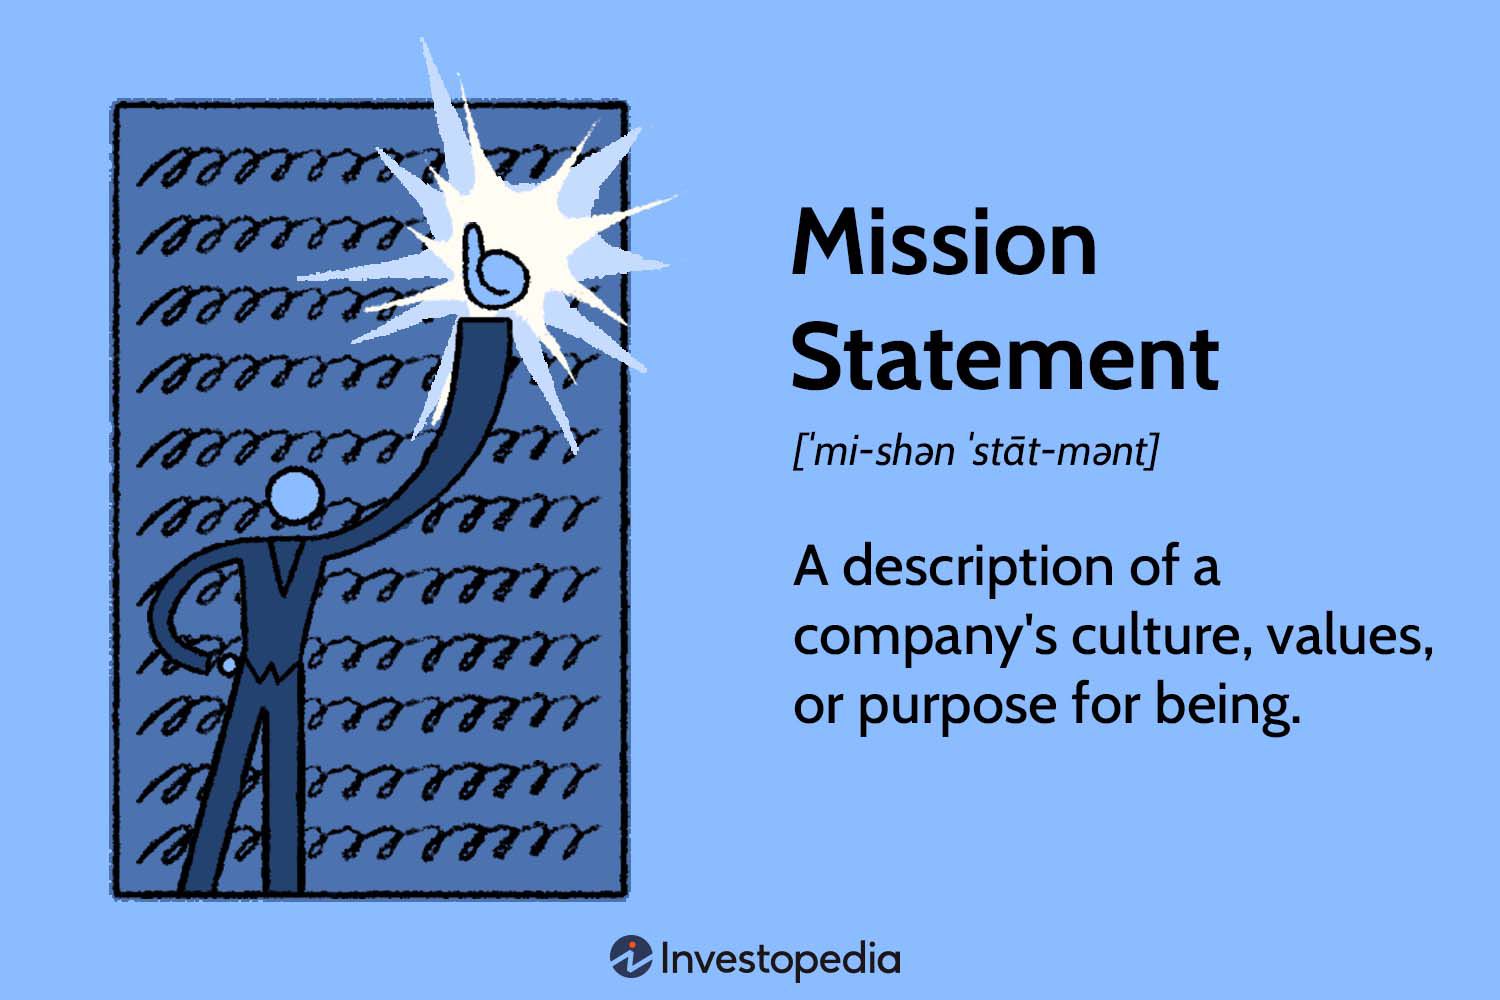 Mission
Statement
[ˈmi-shən ˈstāt-mənt]
A description of a
company's culture, values,
or purpose for being.
Investopedia